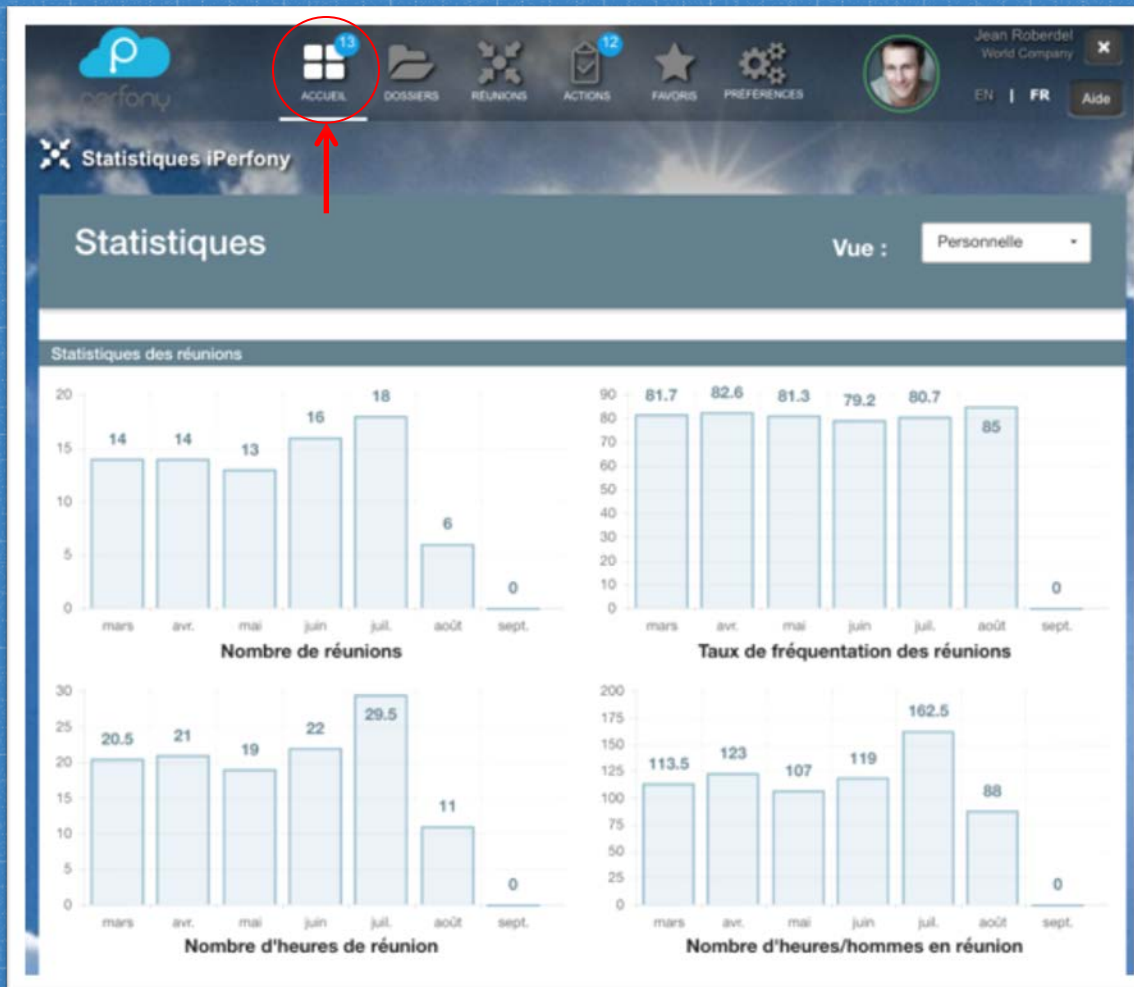 13
12
Jean Roberdel
World Company
×
perfony
ACCUEIL DOSSIERS RÉUNIONS ACTIONS FAVORIS PRÉFÉRENCES
EN | FR
Aide
Statistiques iPerfony
Statistiques
Vue :
Personnelle
Statistiques des réunions
20
15
10
5
0
14 14 13 16 18 6 0
mars avr. mai juin juil. août sept.
Nombre de réunions
90
80
70
60
50
40
30
20
10
0
81.7 82.6 81.3 79.2 80.7 85 0
mars avr. mai juin juil. août sept.
Taux de fréquentation des réunions
30
25
20
15
10
5
0
20.5 21 19 22 29.5 11 0
mars avr. mai juin juil. août sept.
Nombre d'heures de réunion
200
175
150
125
100
75
50
25
0
113.5 123 107 119 162.5 88 0
mars avr. mai juin juil. août sept.
Nombre d'heures/hommes en réunion